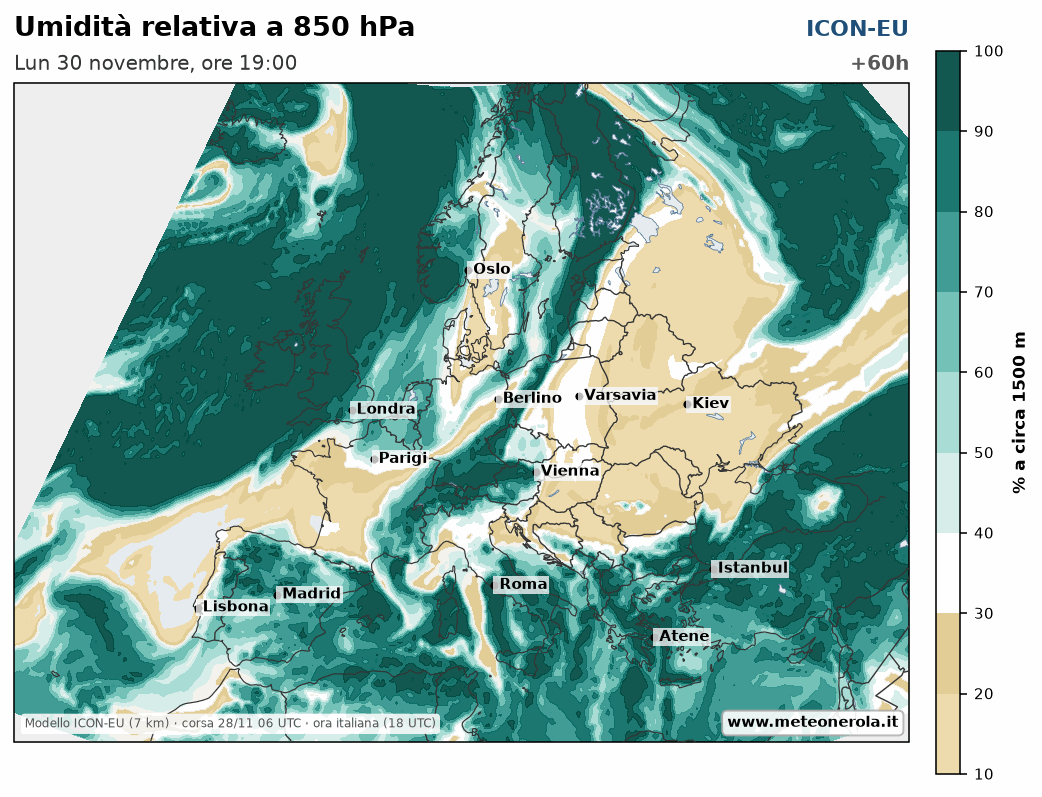 Umidità relativa a 850 hPa
ICON-EU
Lun 30 novembre, ore 19:00
+60h
100
90
80
70
60
50
40
30
20
10
% a circa 1500 m
Oslo
Londra
Berlino
Varsavia
Kiev
Parigi
Vienna
Istanbul
Roma
Madrid
Lisbona
Atene
Modello ICON-EU (7 km) · corsa 28/11 06 UTC · ora italiana (18 UTC)
www.meteonerola.it